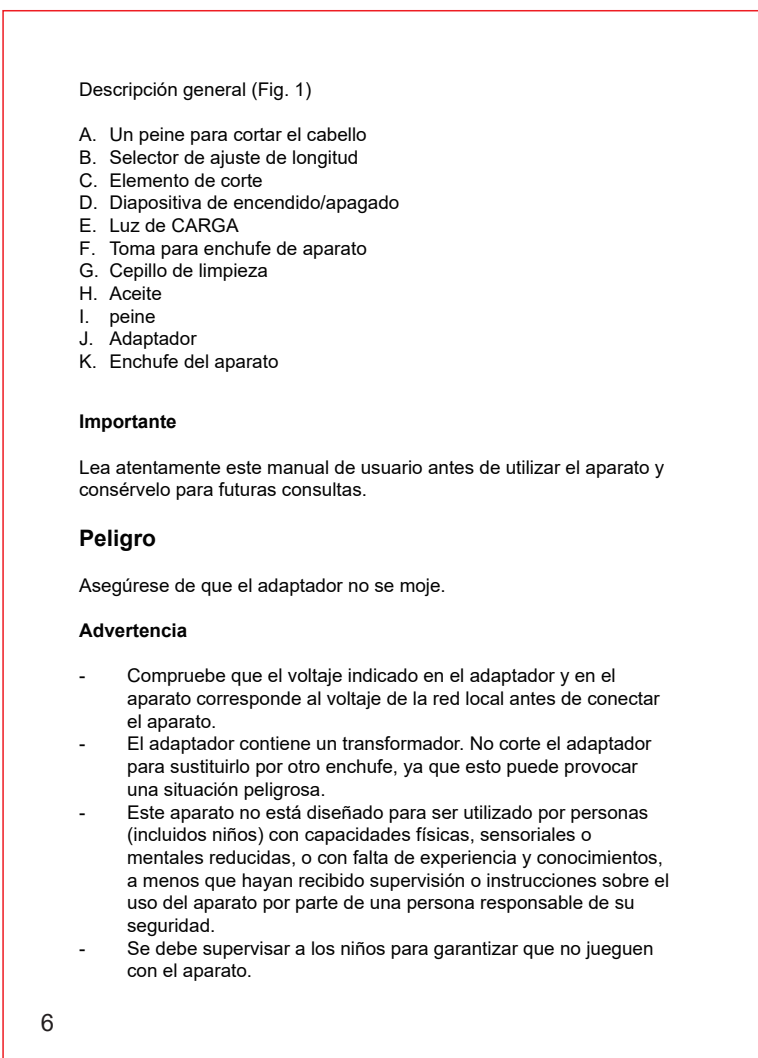 Descripción general (Fig. 1)
A. Un peine para cortar el cabello
B. Selector de ajuste de longitud
C. Elemento de corte
D. Diapositiva de encendido/apagado
E. Luz de CARGA
F. Toma para enchufe de aparato
G. Cepillo de limpieza
H. Aceite
I. peine
J. Adaptador
K. Enchufe del aparato
Importante
Lea atentamente este manual de usuario antes de utilizar el aparato y
consérvelo para futuras consultas.
Peligro
Asegúrese de que el adaptador no se moje.
Advertencia
- Compruebe que el voltaje indicado en el adaptador y en el
aparato corresponde al voltaje de la red local antes de conectar
el aparato.
- El adaptador contiene un transformador. No corte el adaptador
para sustituirlo por otro enchufe, ya que esto puede provocar
una situación peligrosa.
- Este aparato no está diseñado para ser utilizado por personas
(incluidos niños) con capacidades físicas, sensoriales o
mentales reducidas, o con falta de experiencia y conocimientos,
a menos que hayan recibido supervisión o instrucciones sobre el
uso del aparato por parte de una persona responsable de su
seguridad.
- Se debe supervisar a los niños para garantizar que no jueguen
con el aparato.
6